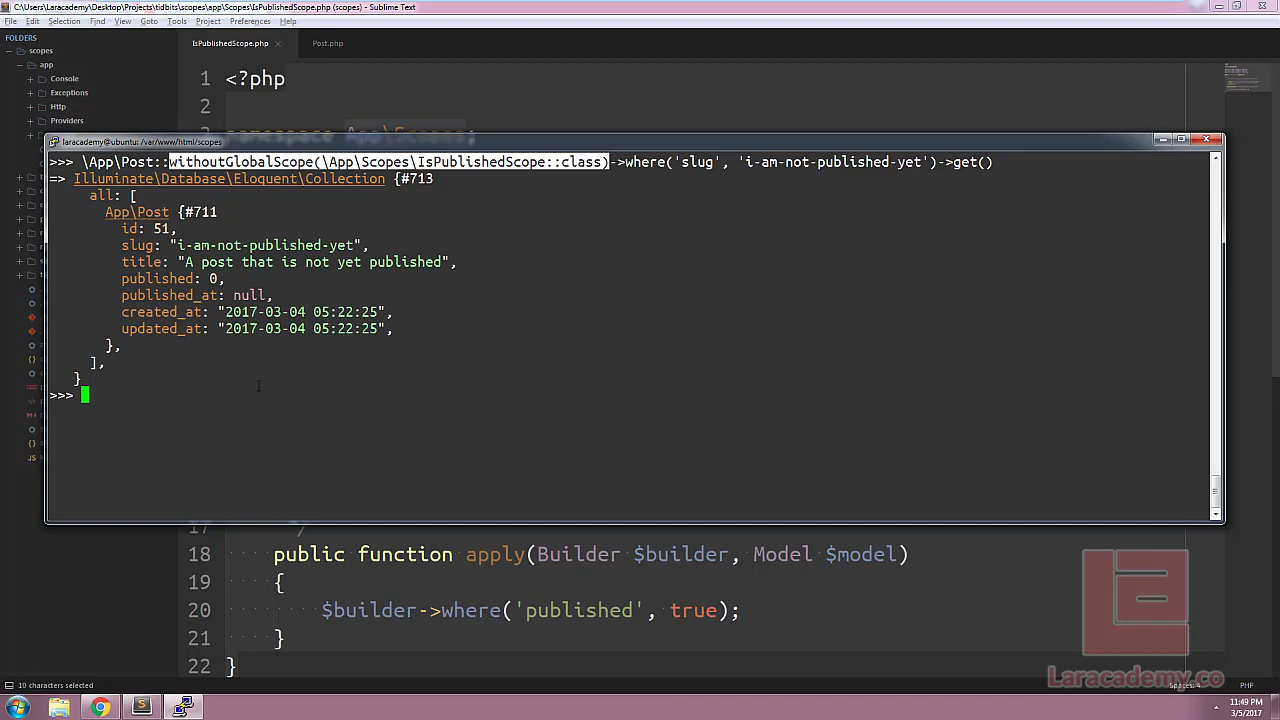 C:\Users\Laracademy\Desktop\Projects\tidbits\scopes\app\Scopes\IsPublishedScope.php (scopes) - Sublime Text
File Edit Selection Find View Goto Tools Project Preferences Help
FOLDERS
scopes
app
Console
Exceptions
Http
Providers
IsPublishedScope.php
Post.php
1 <?php
2
laracademy@ubuntu: /var/www/html/scopes
>>> \App\Post::withoutGlobalScope(\App\Scopes\IsPublishedScope::class)->where('slug', 'i-am-not-published-yet')->get()
=> Illuminate\Database\Eloquent\Collection {#713
all: [
App\Post {#711
id: 51,
slug: "i-am-not-published-yet",
title: "A post that is not yet published",
published: 0,
published_at: null,
created_at: "2017-03-04 05:22:25",
updated_at: "2017-03-04 05:22:25",
},
],
}
>>>
17 */
18 public function apply(Builder $builder, Model $model)
19 {
20 $builder->where('published', true);
21 }
22 }
Laracademy.co
10 characters selected
Spaces: 4
PHP
11:49 PM
3/5/2017